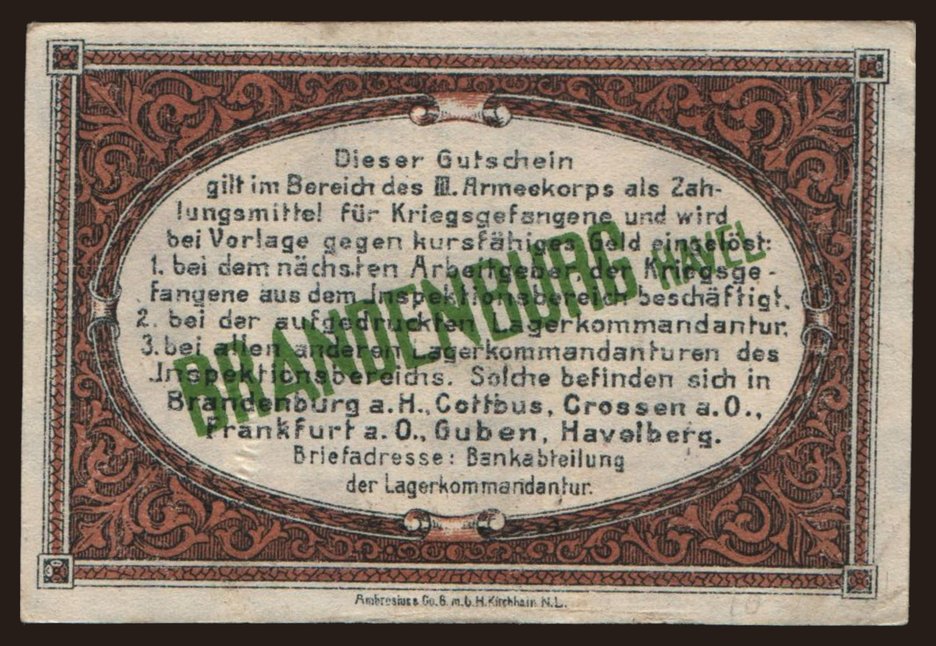 Dieser Gutschein
gilt im Bereich des III. Armeekorps als Zah-
lungsmittel für Kriegsgefangene und wird
bei Vorlage gegen kursfähiges Geld eingelöst:
1. bei dem nächsten Arbeitgeber der Kriegsge-
fangene aus dem Inspektionsbereich beschäftigt.
2. bei der aufgedruckten Lagerkommandantur.
3. bei allen anderen Lagerkommandanturen des
Inspektionsbereichs. Solche befinden sich in
Brandenburg a. H., Cottbus, Crossen a. O.,
Frankfurt a. O., Guben, Havelberg.
Briefadresse: Bankabteilung
der Lagerkommandantur.
BRANDENBURG HAVEL
Ambrosius & Co. G. m. b. H. Kirchhain N. L.